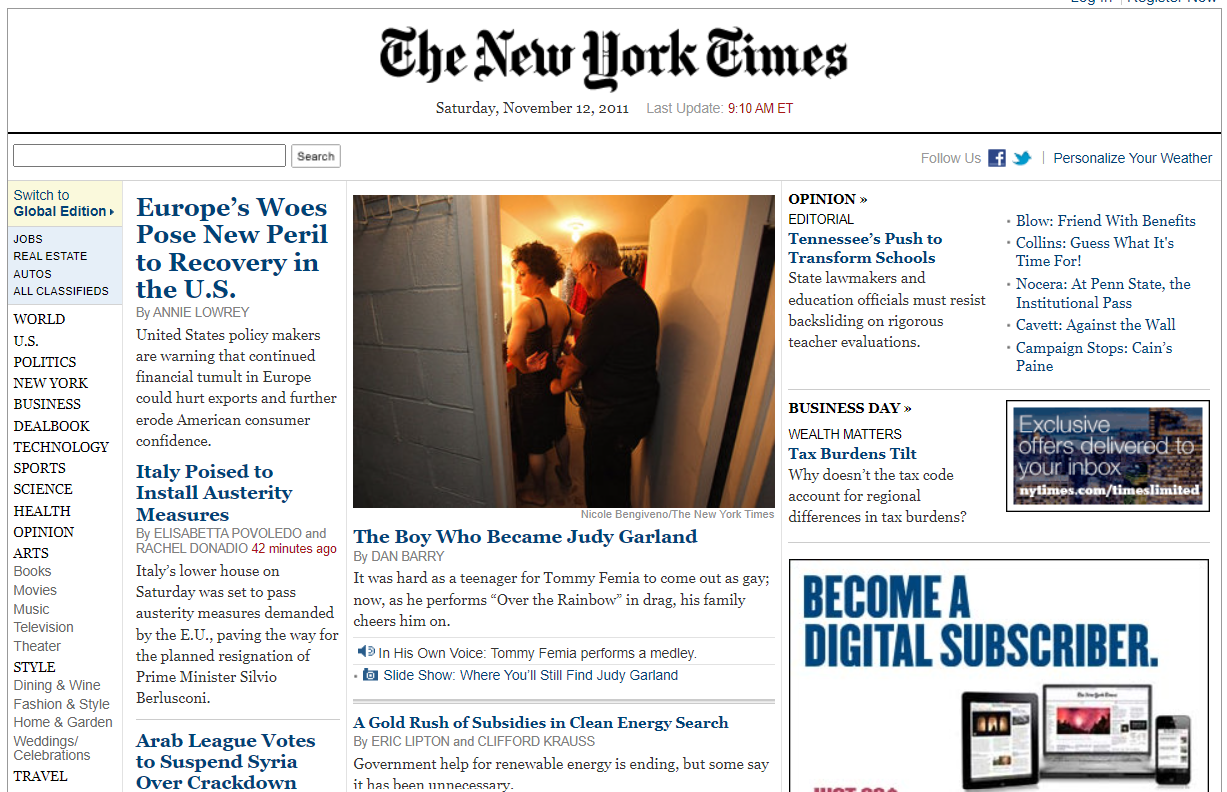 Log In | Register Now
The New York Times
Saturday, November 12, 2011 Last Update: 9:10 AM ET
Search
Follow Us | Personalize Your Weather
Switch to
Global Edition
JOBS
REAL ESTATE
AUTOS
ALL CLASSIFIEDS
WORLD
U.S.
POLITICS
NEW YORK
BUSINESS
DEALBOOK
TECHNOLOGY
SPORTS
SCIENCE
HEALTH
OPINION
ARTS
Books
Movies
Music
Television
Theater
STYLE
Dining & Wine
Fashion & Style
Home & Garden
Weddings/
Celebrations
TRAVEL
Europe's Woes
Pose New Peril
to Recovery in
the U.S.
By ANNIE LOWREY
United States policy makers
are warning that continued
financial tumult in Europe
could hurt exports and further
erode American consumer
confidence.
Italy Poised to
Install Austerity
Measures
By ELISABETTA POVOLEDO and
RACHEL DONADIO 42 minutes ago
Italy's lower house on
Saturday was set to pass
austerity measures demanded
by the E.U., paving the way for
the planned resignation of
Prime Minister Silvio
Berlusconi.
Arab League Votes
to Suspend Syria
Over Crackdown
Nicole Bengiveno/The New York Times
The Boy Who Became Judy Garland
By DAN BARRY
It was hard as a teenager for Tommy Femia to come out as gay;
now, as he performs “Over the Rainbow” in drag, his family
cheers him on.
In His Own Voice: Tommy Femia performs a medley.
• Slide Show: Where You'll Still Find Judy Garland
A Gold Rush of Subsidies in Clean Energy Search
By ERIC LIPTON and CLIFFORD KRAUSS
Government help for renewable energy is ending, but some say
it has been unnecessary.
OPINION »
EDITORIAL
Tennessee's Push to
Transform Schools
State lawmakers and
education officials must resist
backsliding on rigorous
teacher evaluations.
• Blow: Friend With Benefits
• Collins: Guess What It's
Time For!
• Nocera: At Penn State, the
Institutional Pass
• Cavett: Against the Wall
• Campaign Stops: Cain's
Paine
BUSINESS DAY »
WEALTH MATTERS
Tax Burdens Tilt
Why doesn't the tax code
account for regional
differences in tax burdens?
Exclusive
offers delivered to
your inbox
nytimes.com/timeslimited
BECOME A
DIGITAL SUBSCRIBER.